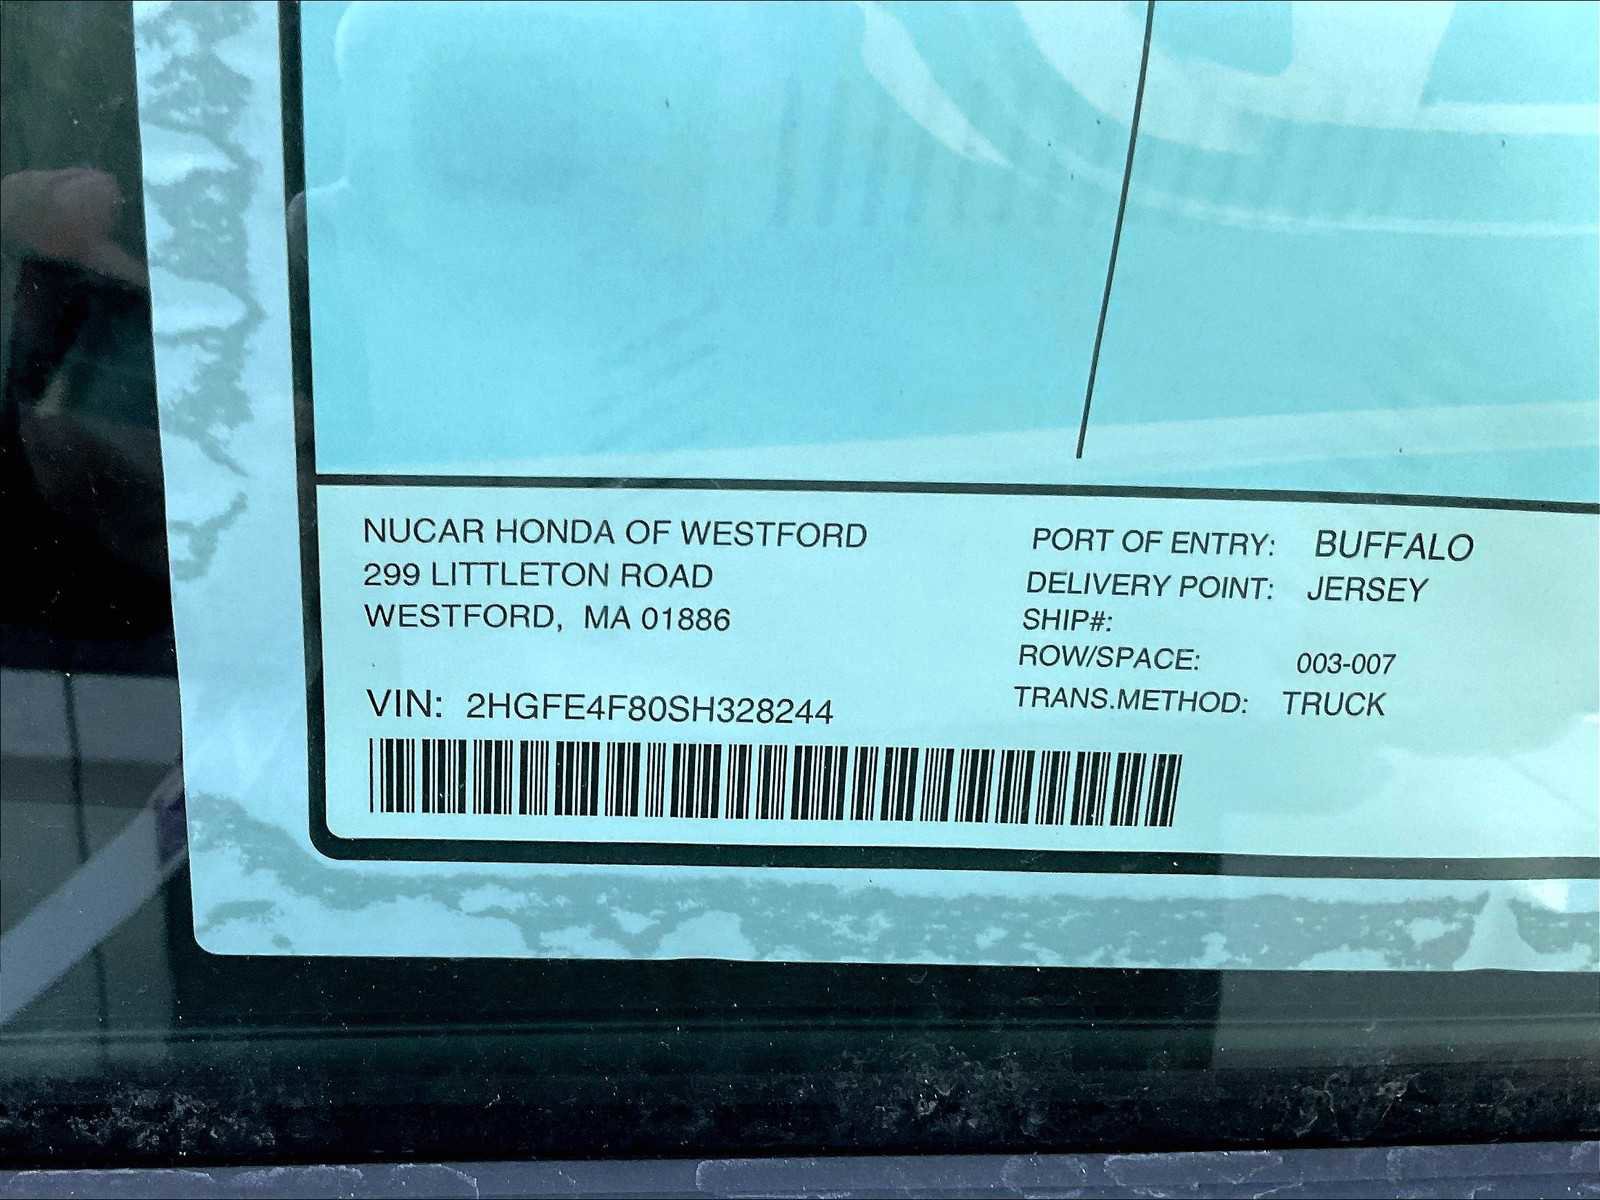 NUCAR HONDA OF WESTFORD
299 LITTLETON ROAD
WESTFORD, MA 01886
VIN: 2HGFE4F80SH328244
PORT OF ENTRY: BUFFALO
DELIVERY POINT: JERSEY
SHIP#:
ROW/SPACE: 003-007
TRANS.METHOD: TRUCK